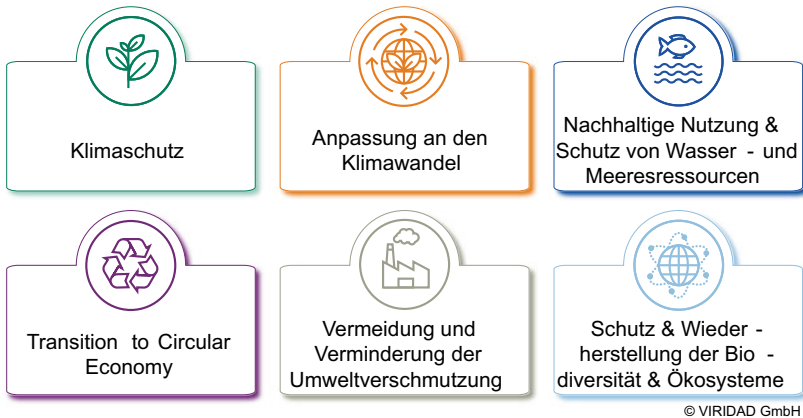 Klimaschutz
Anpassung an den
Klimawandel
Nachhaltige Nutzung &
Schutz von Wasser - und
Meeresressourcen
Transition to Circular
Economy
Vermeidung und
Verminderung der
Umweltverschmutzung
Schutz & Wieder -
herstellung der Bio -
diversität & Ökosysteme
© VIRIDAD GmbH